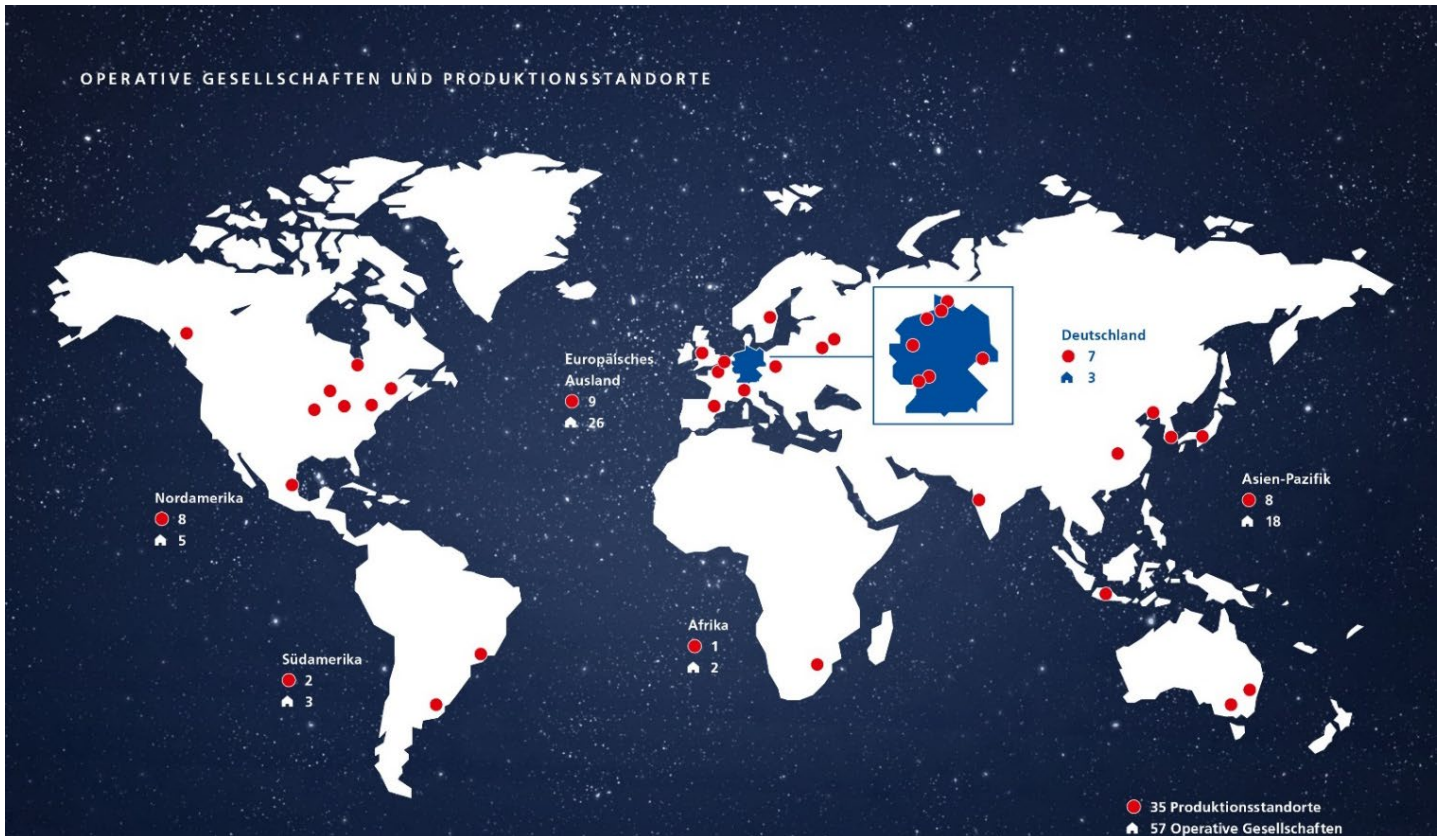 OPERATIVE GESELLSCHAFTEN UND PRODUKTIONSSTANDORTE
Europäisches
Ausland
9
26
Deutschland
7
3
Nordamerika
8
5
Asien-Pazifik
8
18
Afrika
1
2
Südamerika
2
3
35 Produktionsstandorte
57 Operative Gesellschaften